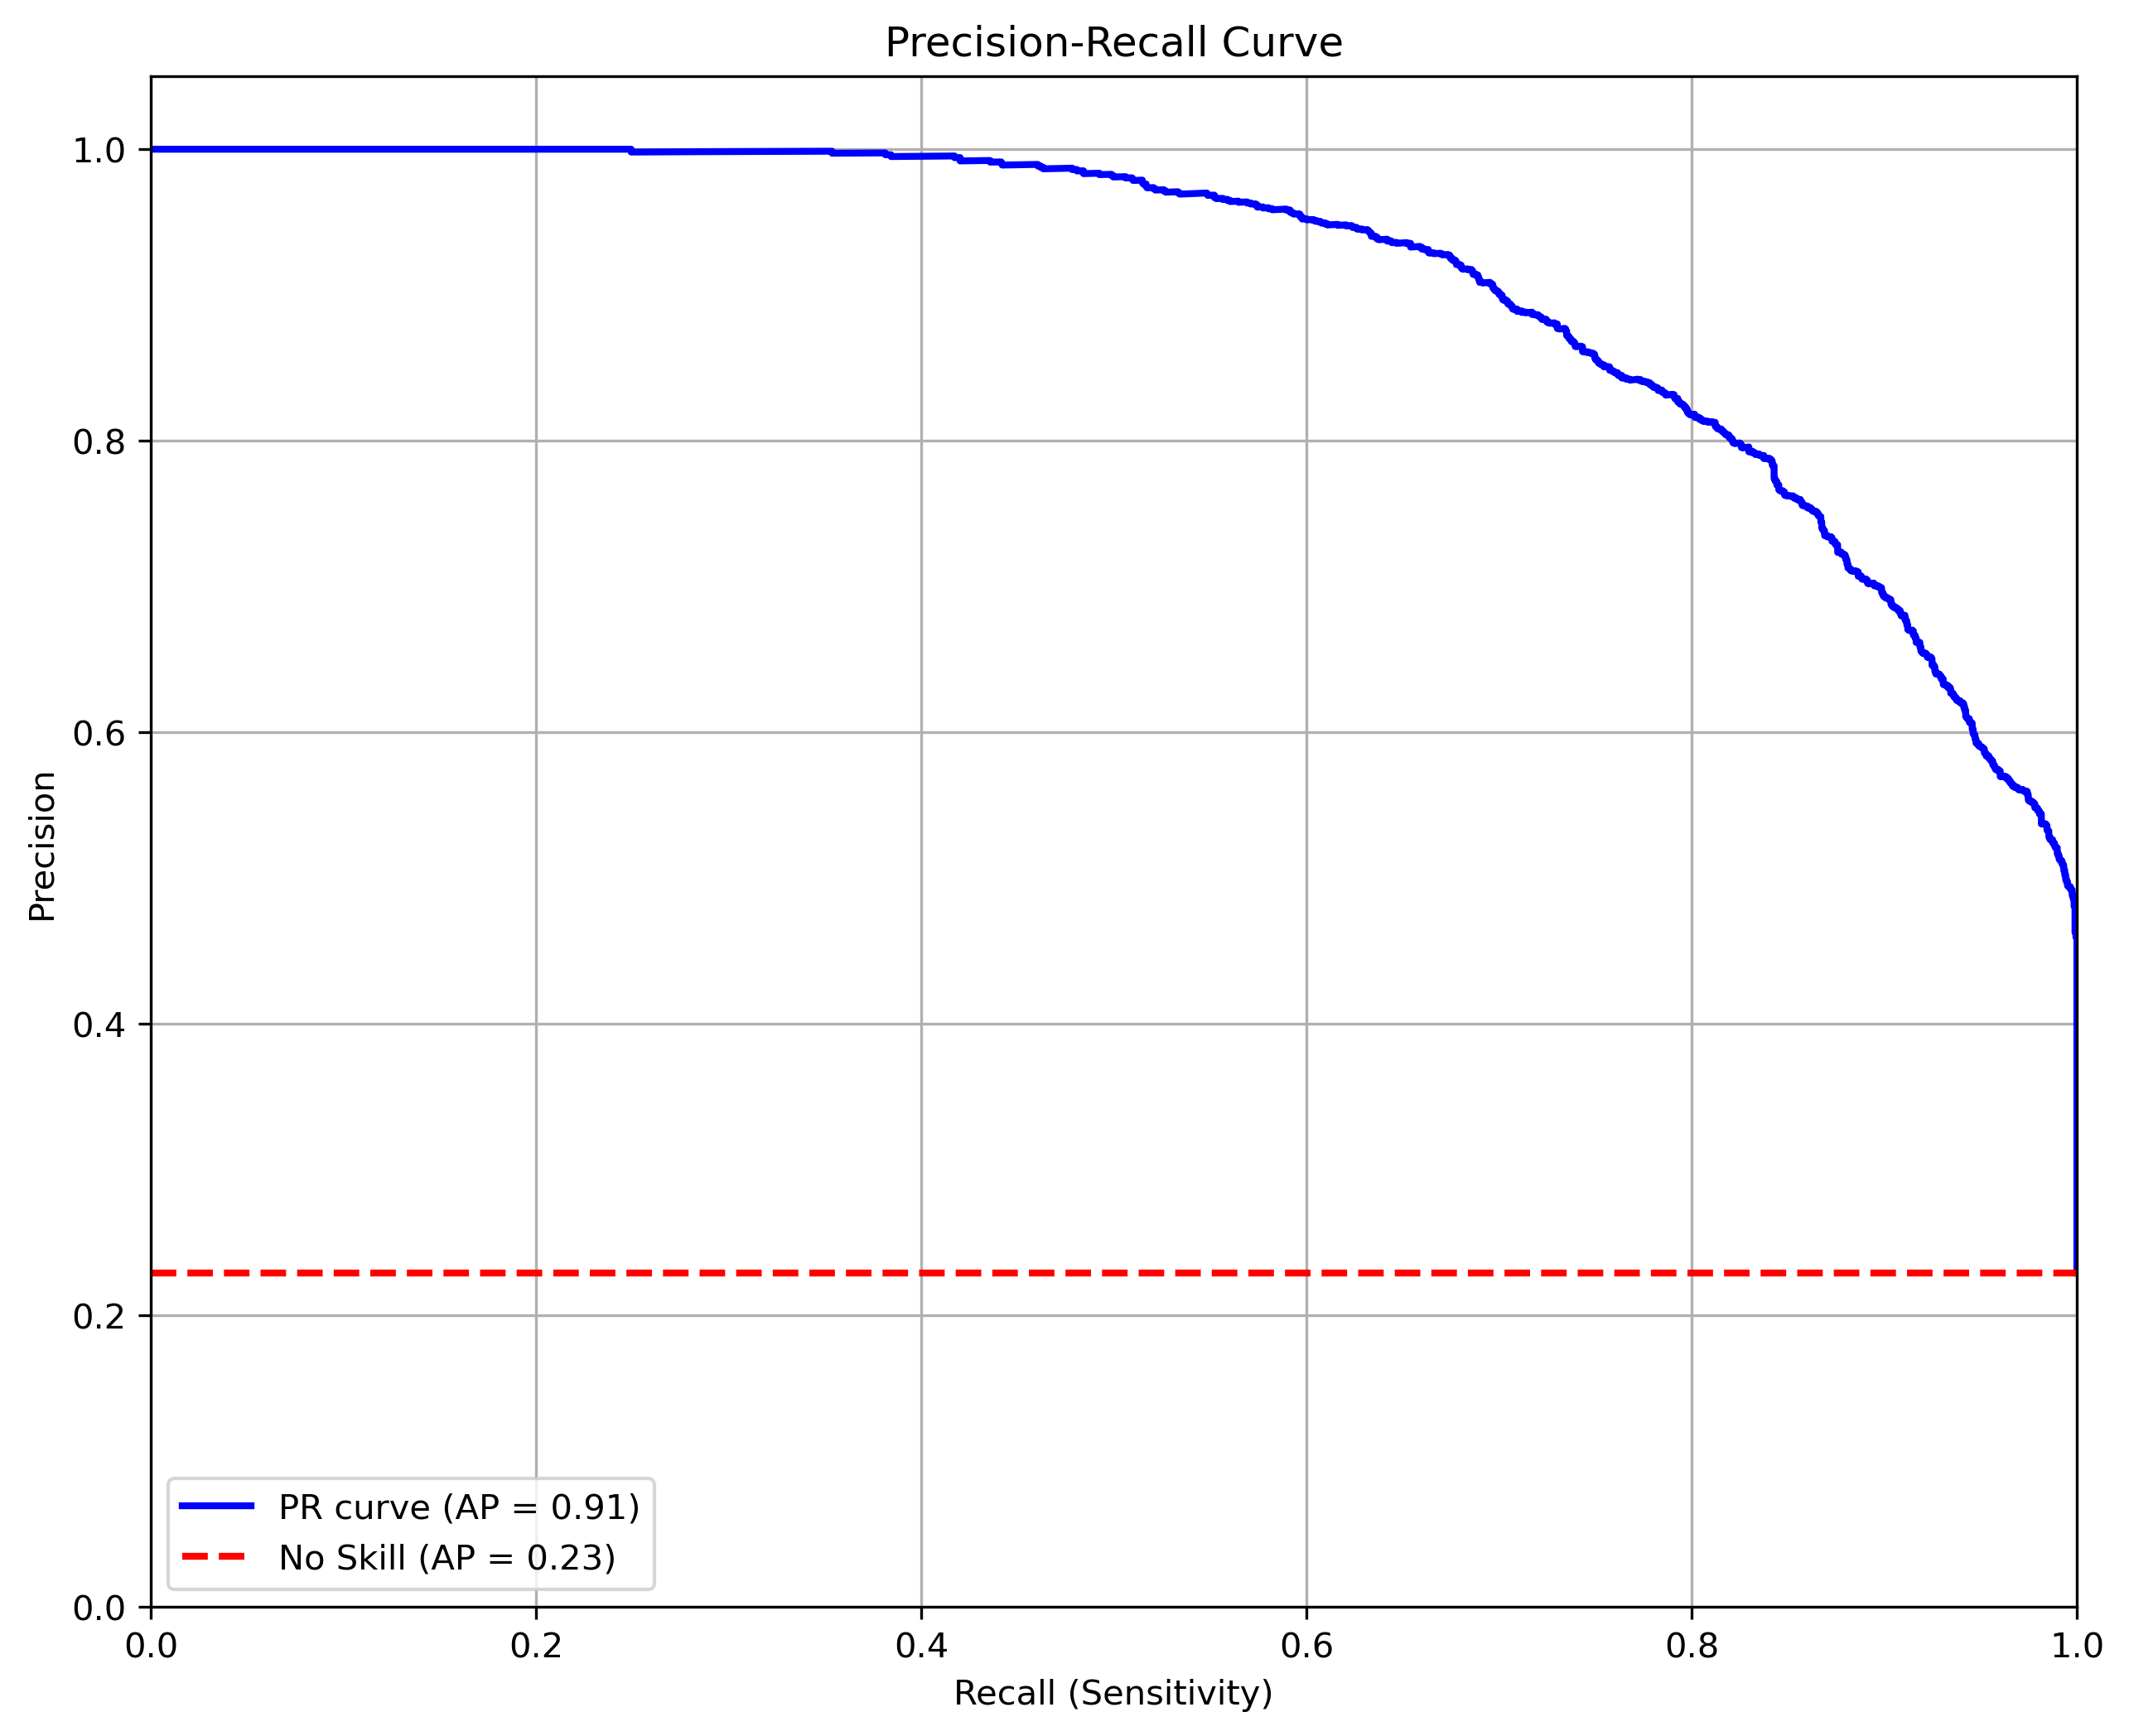 Precision-Recall Curve
1.0
0.8
0.6
0.4
0.2
0.0
Precision
PR curve (AP = 0.91)
No Skill (AP = 0.23)
0.0 0.2 0.4 0.6 0.8 1.0
Recall (Sensitivity)